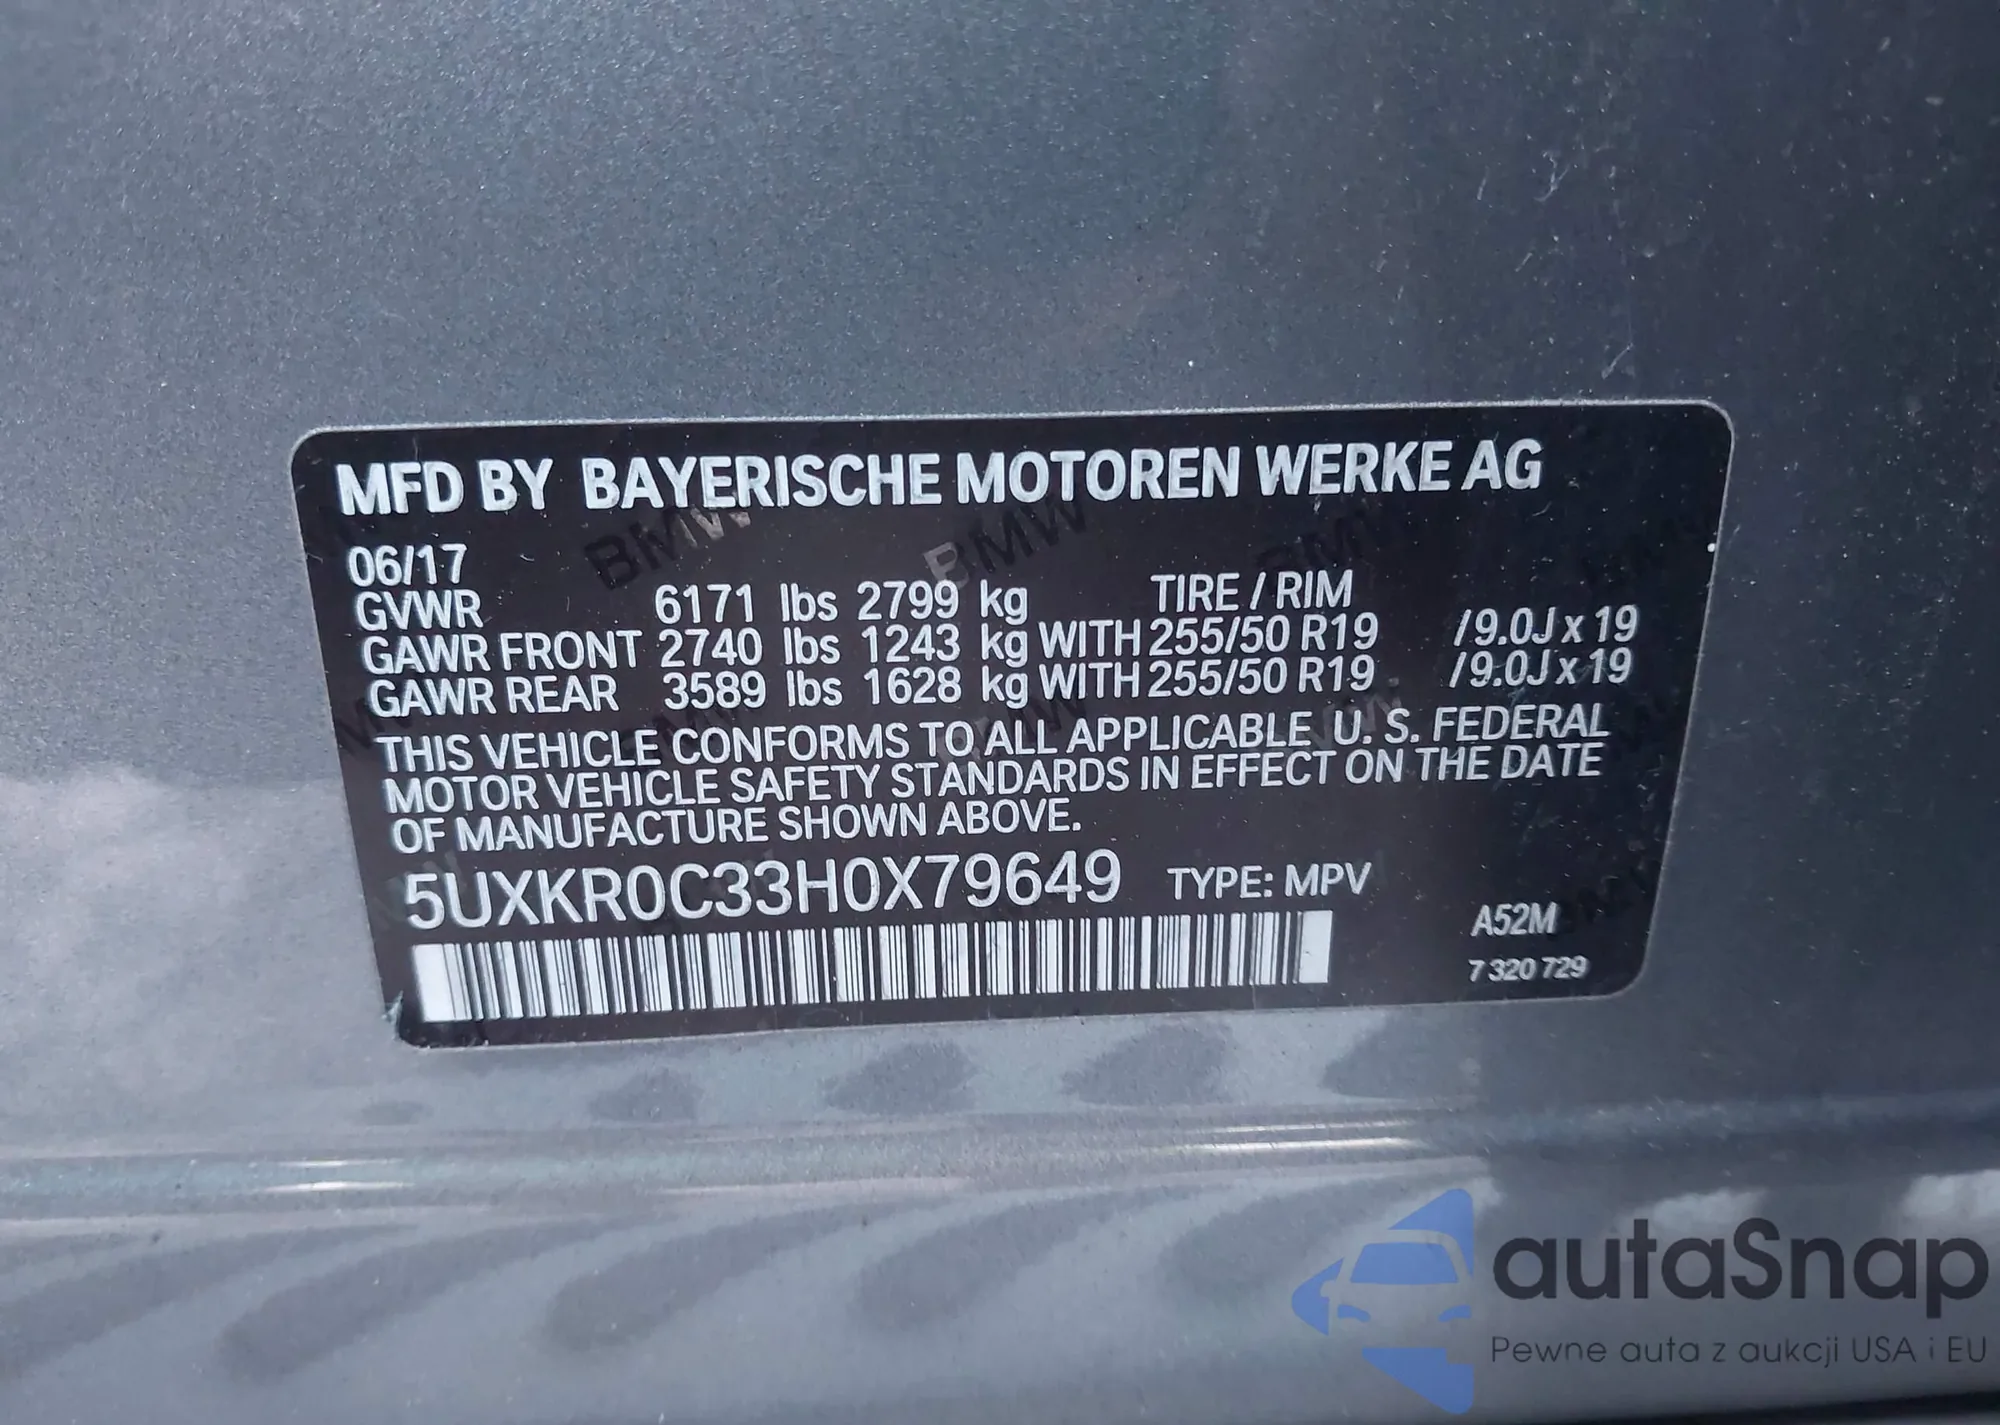 MFD BY BAYERISCHE MOTOREN WERKE AG
06/17
GVWR 6171 lbs 2799 kg TIRE / RIM
GAWR FRONT 2740 lbs 1243 kg WITH 255/50 R19 /9.0J x 19
GAWR REAR 3589 lbs 1628 kg WITH 255/50 R19 /9.0J x 19
THIS VEHICLE CONFORMS TO ALL APPLICABLE U. S. FEDERAL
MOTOR VEHICLE SAFETY STANDARDS IN EFFECT ON THE DATE
OF MANUFACTURE SHOWN ABOVE.
5UXKR0C33H0X79649 TYPE: MPV
A52M
7 320 729
autaSnap
Pewne auta z aukcji USA i EU